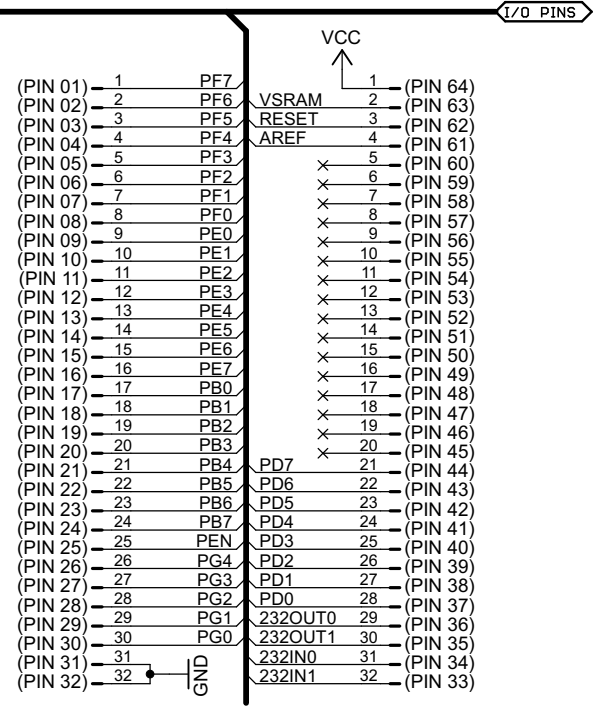 I/O PINS
VCC
(PIN 01) 1 PF7 1 (PIN 64)
(PIN 02) 2 PF6 VSRAM 2 (PIN 63)
(PIN 03) 3 PF5 RESET 3 (PIN 62)
(PIN 04) 4 PF4 AREF 4 (PIN 61)
(PIN 05) 5 PF3 5 (PIN 60)
(PIN 06) 6 PF2 6 (PIN 59)
(PIN 07) 7 PF1 7 (PIN 58)
(PIN 08) 8 PF0 8 (PIN 57)
(PIN 09) 9 PE0 9 (PIN 56)
(PIN 10) 10 PE1 10 (PIN 55)
(PIN 11) 11 PE2 11 (PIN 54)
(PIN 12) 12 PE3 12 (PIN 53)
(PIN 13) 13 PE4 13 (PIN 52)
(PIN 14) 14 PE5 14 (PIN 51)
(PIN 15) 15 PE6 15 (PIN 50)
(PIN 16) 16 PE7 16 (PIN 49)
(PIN 17) 17 PB0 17 (PIN 48)
(PIN 18) 18 PB1 18 (PIN 47)
(PIN 19) 19 PB2 19 (PIN 46)
(PIN 20) 20 PB3 20 (PIN 45)
(PIN 21) 21 PB4 PD7 21 (PIN 44)
(PIN 22) 22 PB5 PD6 22 (PIN 43)
(PIN 23) 23 PB6 PD5 23 (PIN 42)
(PIN 24) 24 PB7 PD4 24 (PIN 41)
(PIN 25) 25 PEN PD3 25 (PIN 40)
(PIN 26) 26 PG4 PD2 26 (PIN 39)
(PIN 27) 27 PG3 PD1 27 (PIN 38)
(PIN 28) 28 PG2 PD0 28 (PIN 37)
(PIN 29) 29 PG1 232OUT0 29 (PIN 36)
(PIN 30) 30 PG0 232OUT1 30 (PIN 35)
(PIN 31) 31 232IN0 31 (PIN 34)
(PIN 32) 32 GND 232IN1 32 (PIN 33)